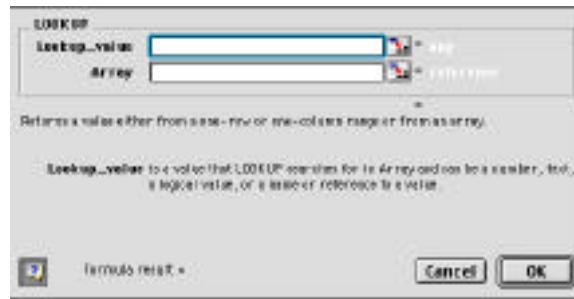 LOOKUP
Lookup_value = any
Array = reference
=
Returns a value either from a one-row or one-column range or from an array.
Lookup_value is a value that LOOKUP searches for in Array and can be a number, text,
a logical value, or a name or reference to a value.
Formula result =
Cancel
OK